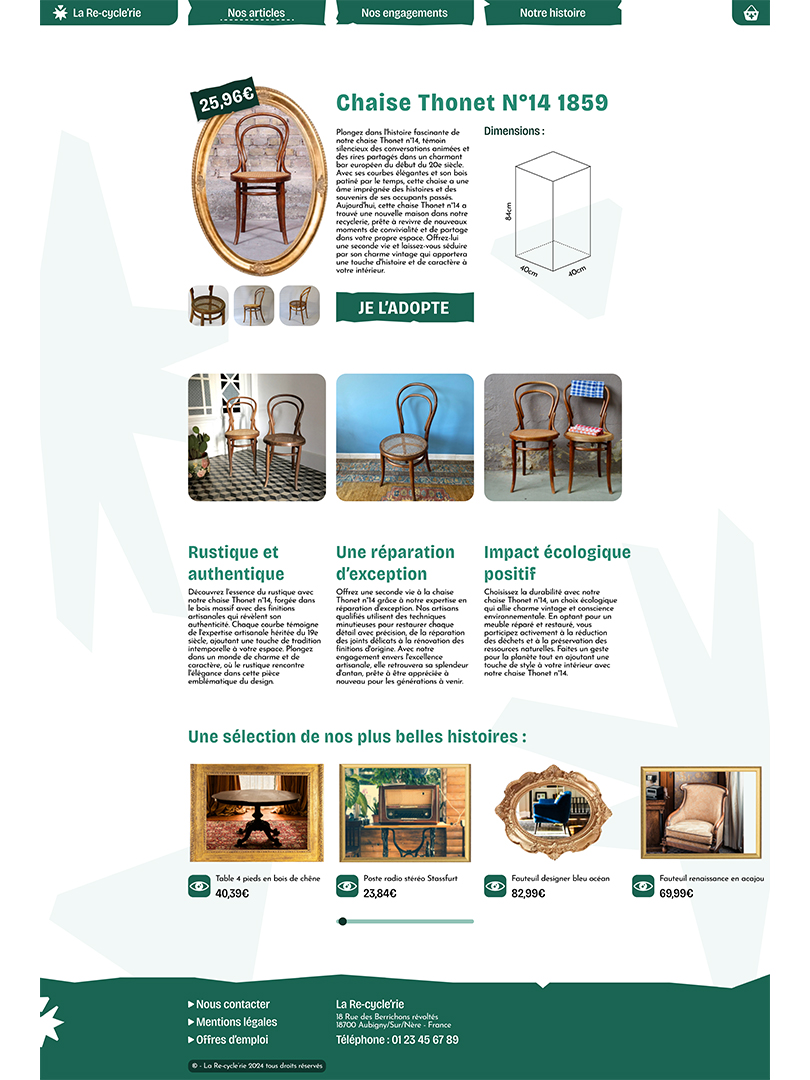 La Re-cycle'rie
Nos articles
Nos engagements
Notre histoire
25,96€
Chaise Thonet N°14 1859
Plongez dans l'histoire fascinante de
notre chaise Thonet n°14, témoin
silencieux des conversations animées et
des rires partagés dans un charmant
bar européen du début du 20e siècle.
Avec ses courbes élégantes et son bois
patiné par le temps, cette chaise a une
âme imprégnée des histoires et des
souvenirs de ses occupants passés.
Aujourd'hui, cette chaise Thonet n°14 a
trouvé une nouvelle maison dans notre
recyclerie, prête à revivre de nouveaux
moments de convivialité et de partage
dans votre propre espace. Offrez-lui
une seconde vie et laissez-vous séduire
par son charme vintage qui apportera
une touche d'histoire et de caractère à
votre intérieur.
Dimensions :
84cm
40cm
40cm
JE L'ADOPTE
Rustique et
authentique
Découvrez l'essence du rustique avec
notre chaise Thonet n°14, forgée dans
le bois massif avec des finitions
artisanales qui révèlent son
authenticité. Chaque courbe témoigne
de l'expertise artisanale héritée du 19e
siècle, ajoutant une touche de tradition
intemporelle à votre espace. Plongez
dans un monde de charme et de
caractère, où le rustique rencontre
l'élégance dans cette pièce
emblématique du design.
Une réparation
d'exception
Offrez une seconde vie à la chaise
Thonet n°14 grâce à notre expertise en
réparation d'exception. Nos artisans
qualifiés utilisent des techniques
minutieuses pour restaurer chaque
détail avec précision, de la réparation
des joints délicats à la rénovation des
finitions d'origine. Avec notre
engagement envers l'excellence
artisanale, elle retrouvera sa splendeur
d'antan, prête à être appréciée à
nouveau pour les générations à venir.
Impact écologique
positif
Choisissez la durabilité avec notre
chaise Thonet n°14, un choix écologique
qui allie charme vintage et conscience
environnementale. En optant pour un
meuble réparé et restauré, vous
participez activement à la réduction
des déchets et à la préservation des
ressources naturelles. Faites un geste
pour la planète tout en ajoutant une
touche de style à votre intérieur avec
notre chaise Thonet n°14.
Une sélection de nos plus belles histoires :
Table 4 pieds en bois de chêne
40,39€
Poste radio stéréo Stassfurt
23,84€
Fauteuil designer bleu océan
82,99€
Fauteuil renaissance en acajou
69,99€
Nous contacter
Mentions légales
Offres d'emploi
La Re-cycle'rie
18 Rue des Berrichons révoltés
18700 Aubigny/Sur/Nère - France
Téléphone : 01 23 45 67 89
© - La Re-cycle'rie 2024 tous droits réservés